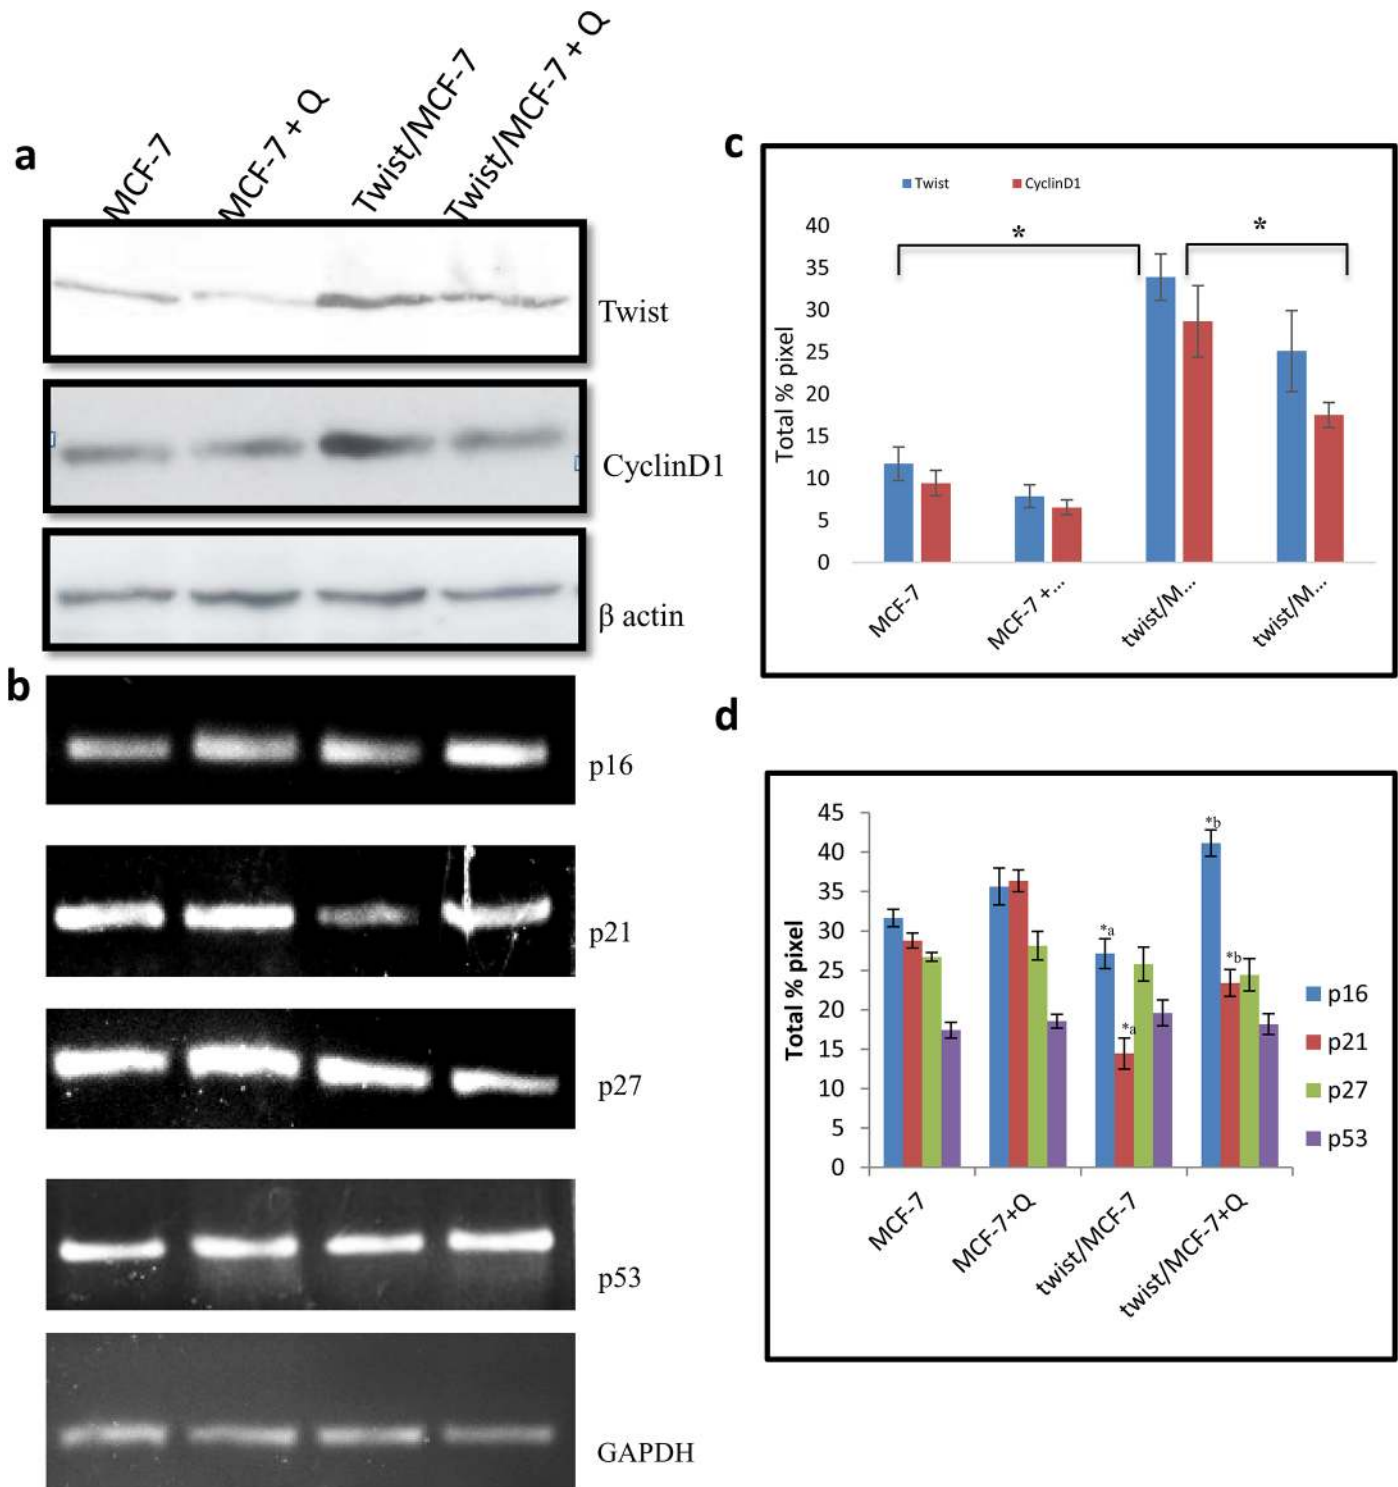 a
MCF-7
MCF-7 + Q
Twist/MCF-7
Twist/MCF-7 + Q
Twist
CyclinD1
β actin
b
p16
p21
p27
p53
GAPDH
c
Twist
CyclinD1
Total % pixel
40
35
30
25
20
15
10
5
0
*
*
MCF-7
MCF-7 +...
twist/M...
twist/M...
d
Total % pixel
45
40
35
30
25
20
15
10
5
0
*a
*a
*b
*b
MCF-7
MCF-7+Q
twist/MCF-7
twist/MCF-7+Q
p16
p21
p27
p53